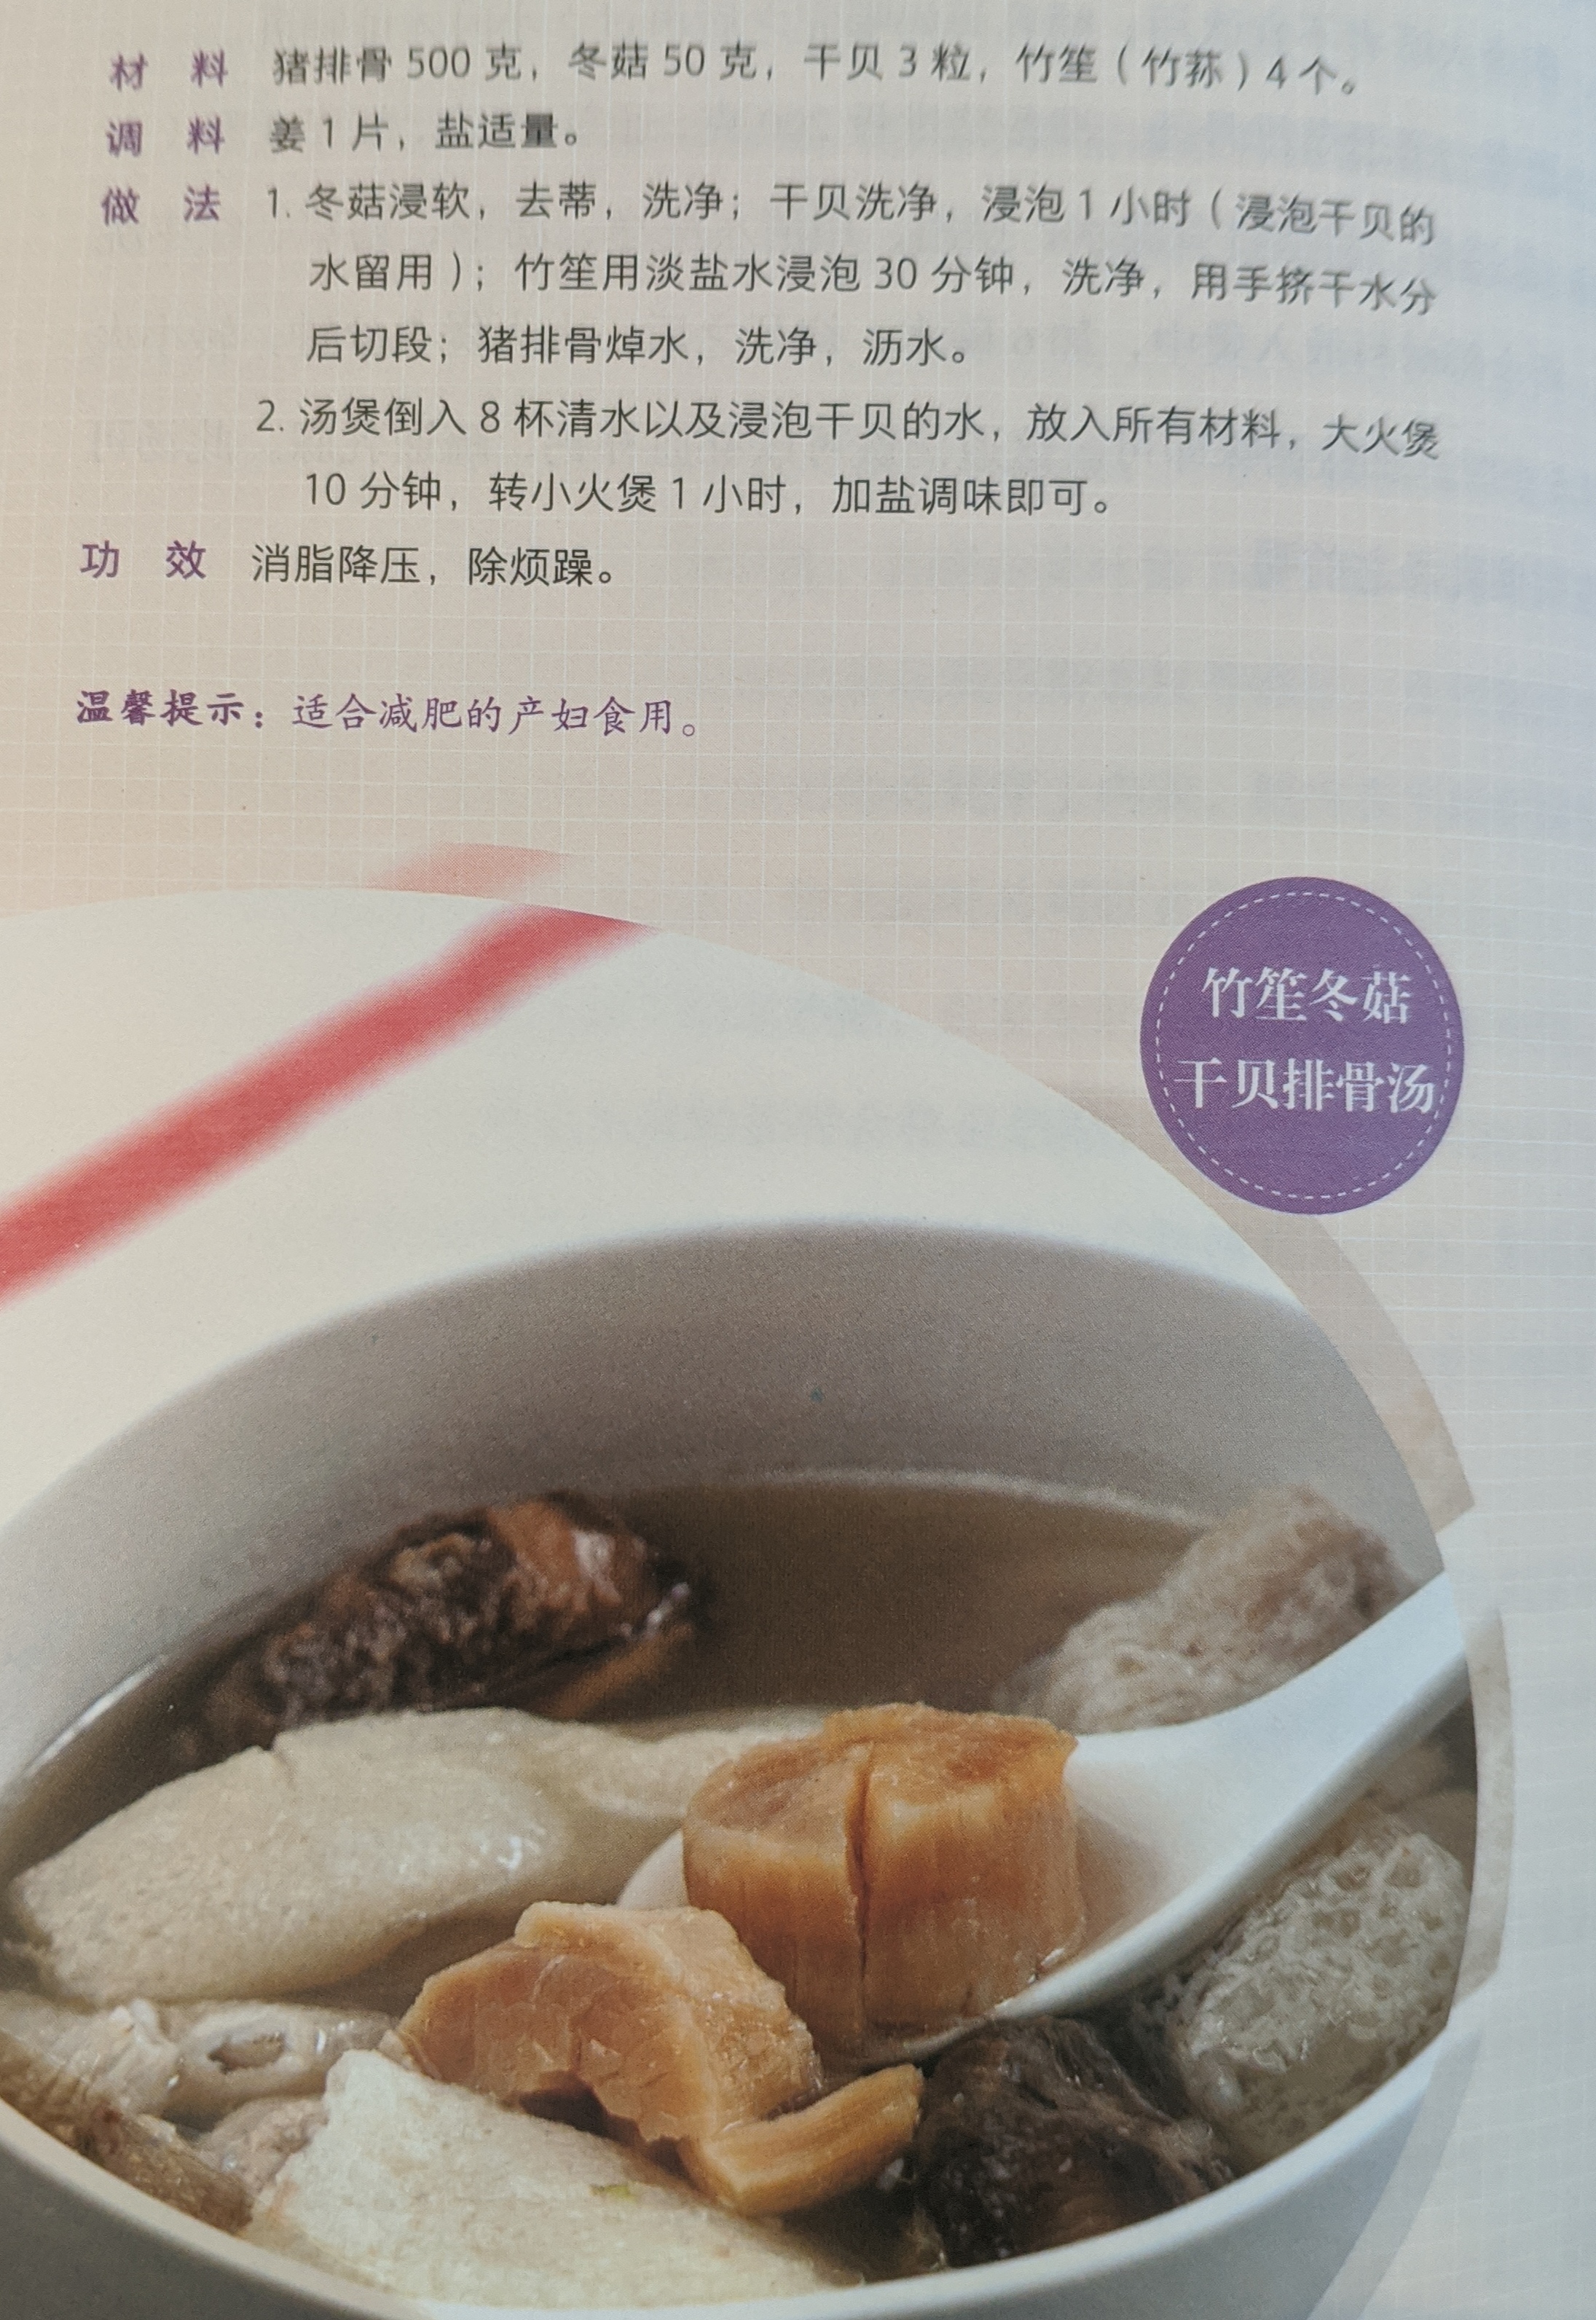 材 料 猪排骨 500 克，冬菇 50 克，干贝 3 粒，竹笙（竹荪）4 个。
调 料 姜 1 片，盐适量。
做 法 1. 冬菇浸软，去蒂，洗净；干贝洗净，浸泡 1 小时（浸泡干贝的
水留用）；竹笙用淡盐水浸泡 30 分钟，洗净，用手挤干水分
后切段；猪排骨焯水，洗净，沥水。
2. 汤煲倒入 8 杯清水以及浸泡干贝的水，放入所有材料，大火煲
10 分钟，转小火煲 1 小时，加盐调味即可。
功 效 消脂降压，除烦躁。
温馨提示：适合减肥的产妇食用。
竹笙冬菇
干贝排骨汤